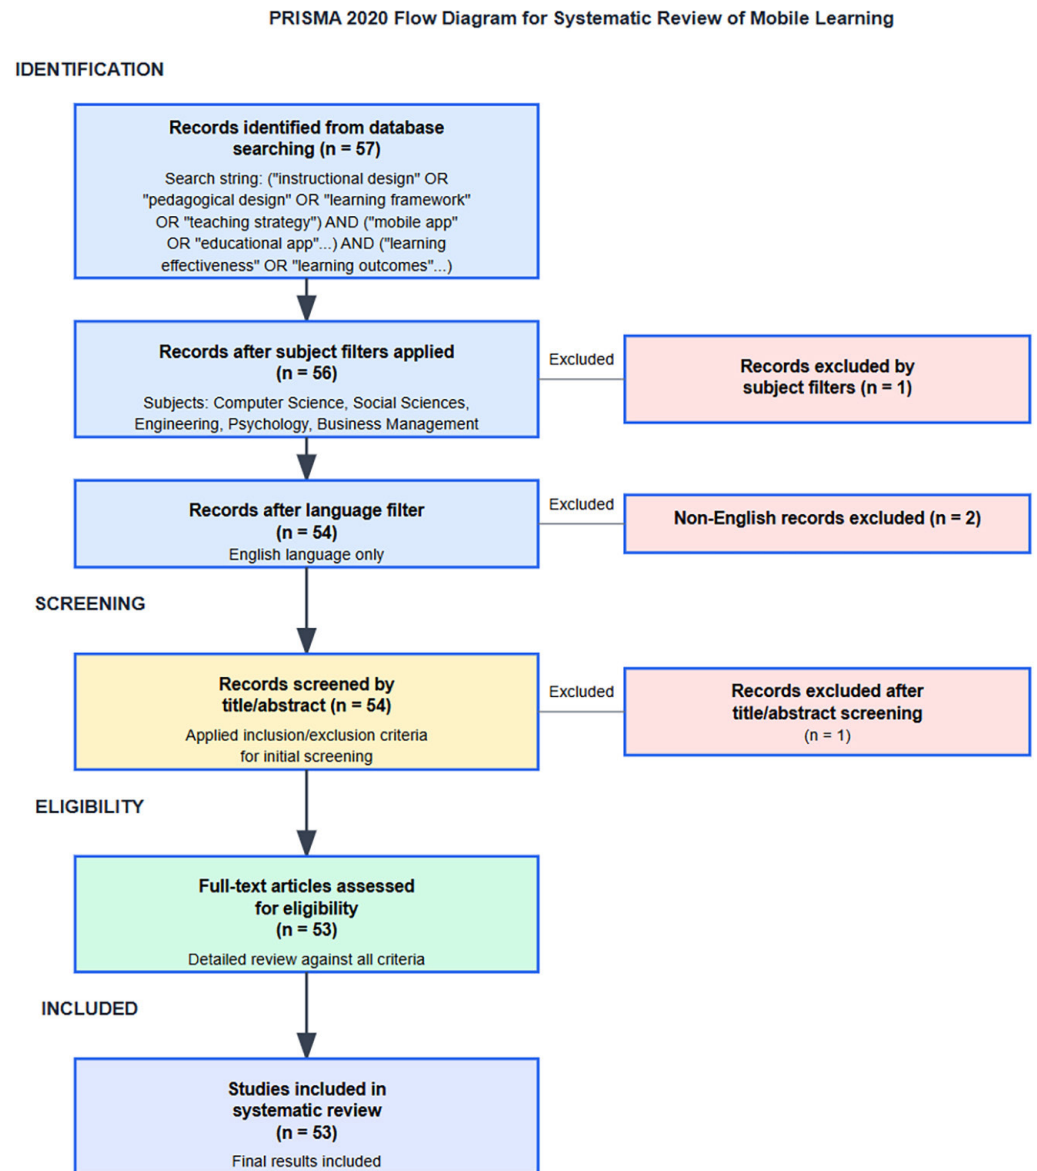 PRISMA 2020 Flow Diagram for Systematic Review of Mobile Learning
IDENTIFICATION
Records identified from database
searching (n = 57)
Search string: ("instructional design" OR
"pedagogical design" OR "learning framework"
OR "teaching strategy") AND ("mobile app"
OR "educational app"...) AND ("learning
effectiveness" OR "learning outcomes"...)
Records after subject filters applied
(n = 56)
Subjects: Computer Science, Social Sciences,
Engineering, Psychology, Business Management
Excluded
Records excluded by
subject filters (n = 1)
Records after language filter
(n = 54)
English language only
Excluded
Non-English records excluded (n = 2)
SCREENING
Records screened by
title/abstract (n = 54)
Applied inclusion/exclusion criteria
for initial screening
Excluded
Records excluded after
title/abstract screening
(n = 1)
ELIGIBILITY
Full-text articles assessed
for eligibility
(n = 53)
Detailed review against all criteria
INCLUDED
Studies included in
systematic review
(n = 53)
Final results included